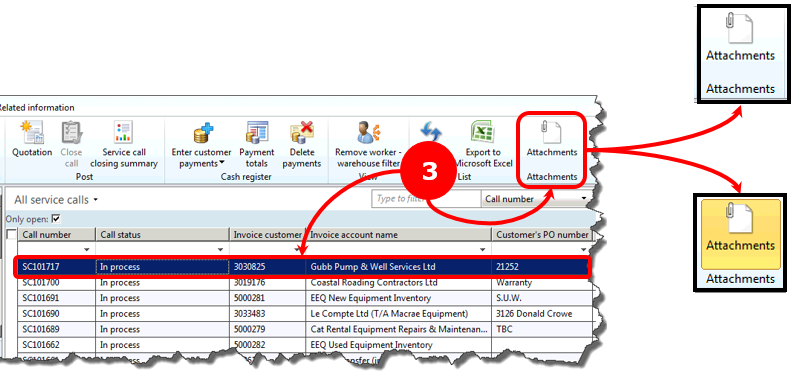 Attachments
Attachments
Related information
Quotation
Close
call
Service call
closing summary
Post
Enter customer
payments
Payment
totals
Delete
payments
Cash register
Remove worker -
warehouse filter
View
Export to
Microsoft Excel
List
Attachments
Attachments
3
All service calls
Type to filter
Call number
Only open:
Call number Call status Invoice customer Invoice account name Customer's PO number
SC101717 In process 3030825 Gubb Pump & Well Services Ltd 21252
SC101700 In process 3019176 Coastal Roading Contractors Ltd Warranty
SC101691 In process 5000281 EEQ New Equipment Inventory S.U.W.
SC101690 In process 3033483 Le Compte Ltd (T/A Macrae Equipment) 3126 Donald Crowe
SC101689 In process 5000279 Cat Rental Equipment Repairs & Maintenan... TBC
SC101662 In process 5000282 EEQ Used Equipment Inventory
Attachments
Attachments